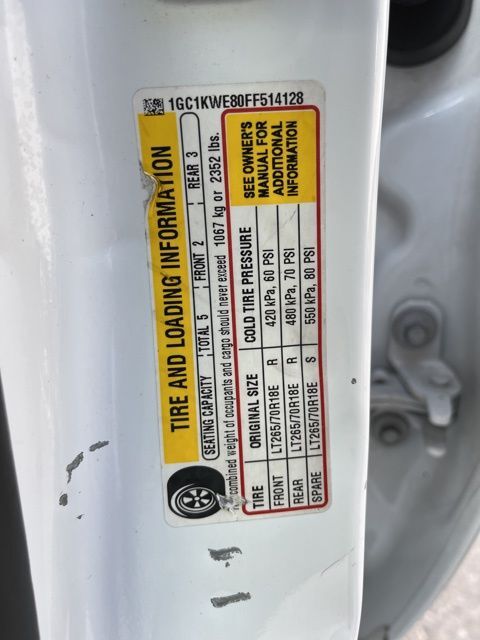 1GC1KWE80FF514128
TIRE AND LOADING INFORMATION
SEATING CAPACITY TOTAL 5 FRONT 2 REAR 3
combined weight of occupants and cargo should never exceed 1067 kg or 2352 lbs.
TIRE ORIGINAL SIZE COLD TIRE PRESSURE
FRONT LT265/70R18E R 420 kPa, 60 PSI
REAR LT265/70R18E R 480 kPa, 70 PSI
SPARE LT265/70R18E S 550 kPa, 80 PSI
SEE OWNER'S
MANUAL FOR
ADDITIONAL
INFORMATION